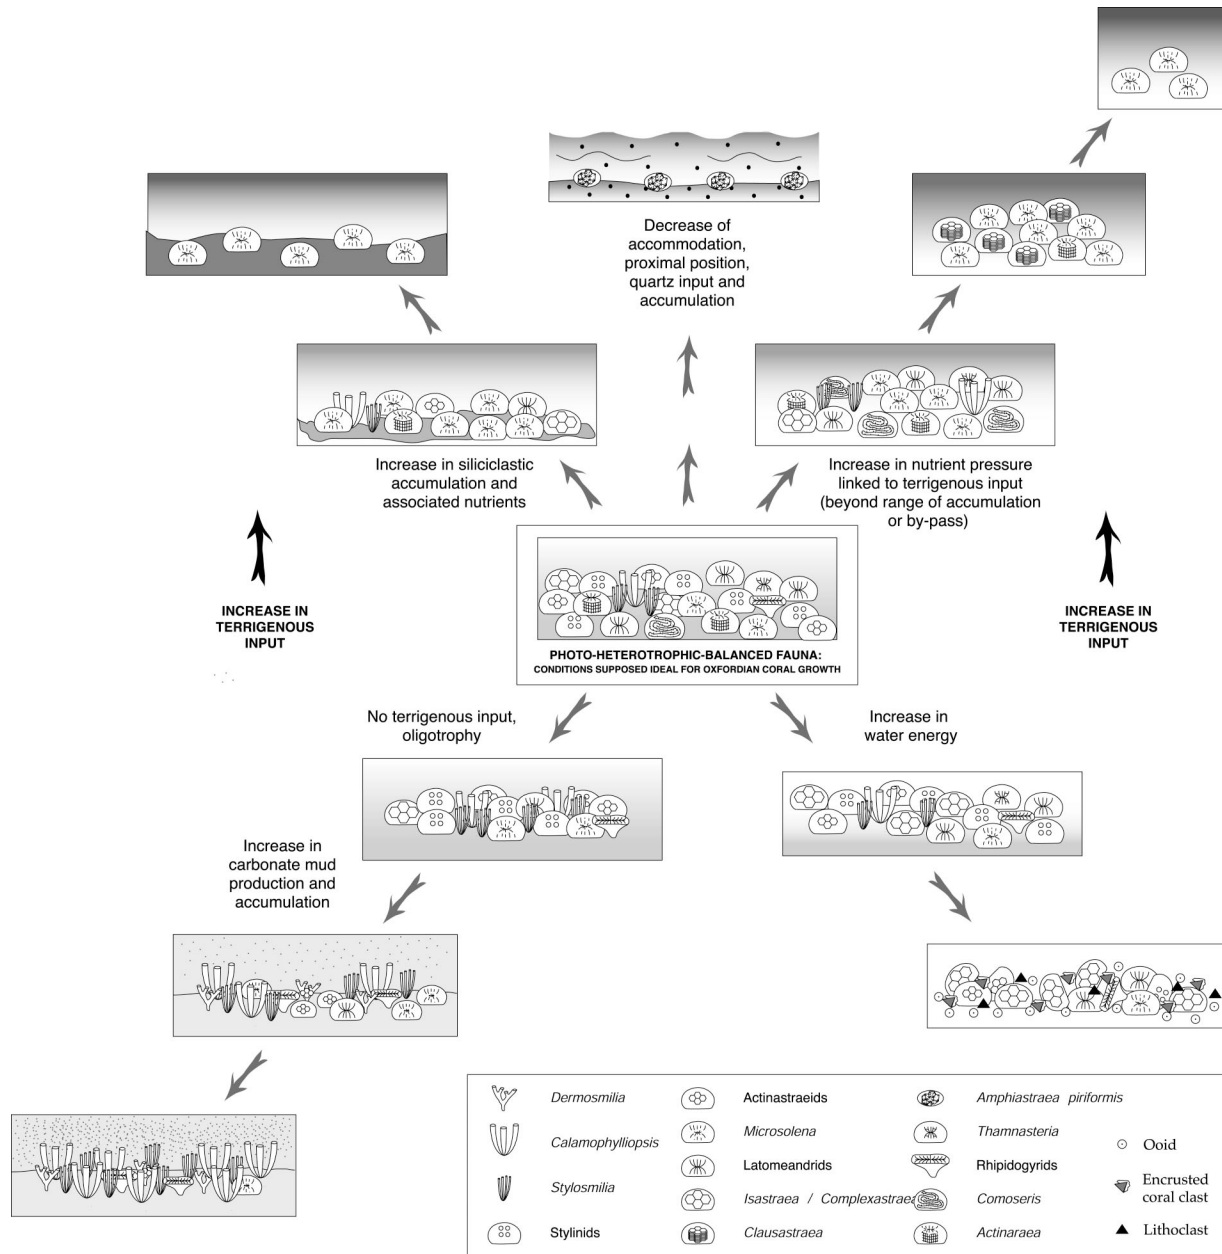 Decrease of
accommodation,
proximal position,
quartz input and
accumulation
Increase in siliciclastic
accumulation and
associated nutrients
Increase in nutrient pressure
linked to terrigenous input
(beyond range of accumulation
or by-pass)
INCREASE IN
TERRIGENOUS
INPUT
INCREASE IN
TERRIGENOUS
INPUT
PHOTO-HETEROTROPHIC-BALANCED FAUNA:
CONDITIONS SUPPOSED IDEAL FOR OXFORDIAN CORAL GROWTH
No terrigenous input,
oligotrophy
Increase in
water energy
Increase in
carbonate mud
production and
accumulation
Dermosmilia
Calamophylliopsis
Stylosmilia
Stylinids
Actinastraeids
Microsolena
Latomeandrids
Isastraea / Complexastraea
Clausastraea
Amphiastraea piriformis
Thamnasteria
Rhipidogyrids
Comoseris
Actinaraea
Ooid
Encrusted
coral clast
Lithoclast